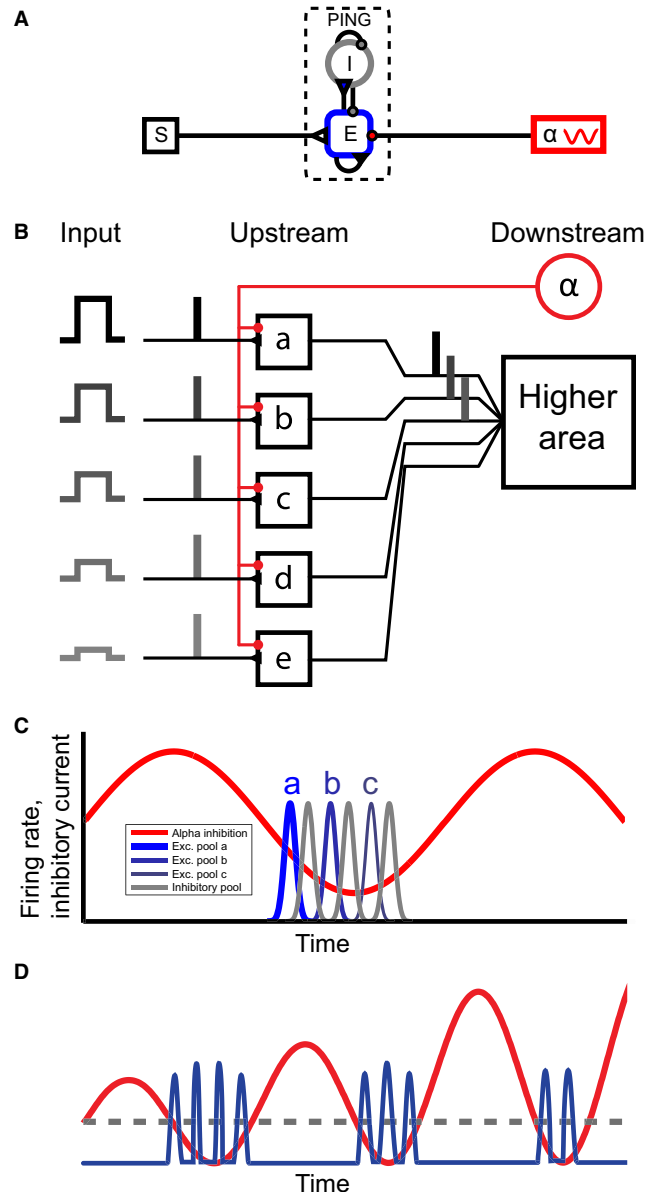 A
PING
I
S
E
α
B
Input
Upstream
Downstream
α
a
b
c
d
e
Higher
area
C
Firing rate,
inhibitory current
a
b
c
Alpha inhibition
Exc. pool a
Exc. pool b
Exc. pool c
Inhibitory pool
Time
D
Time